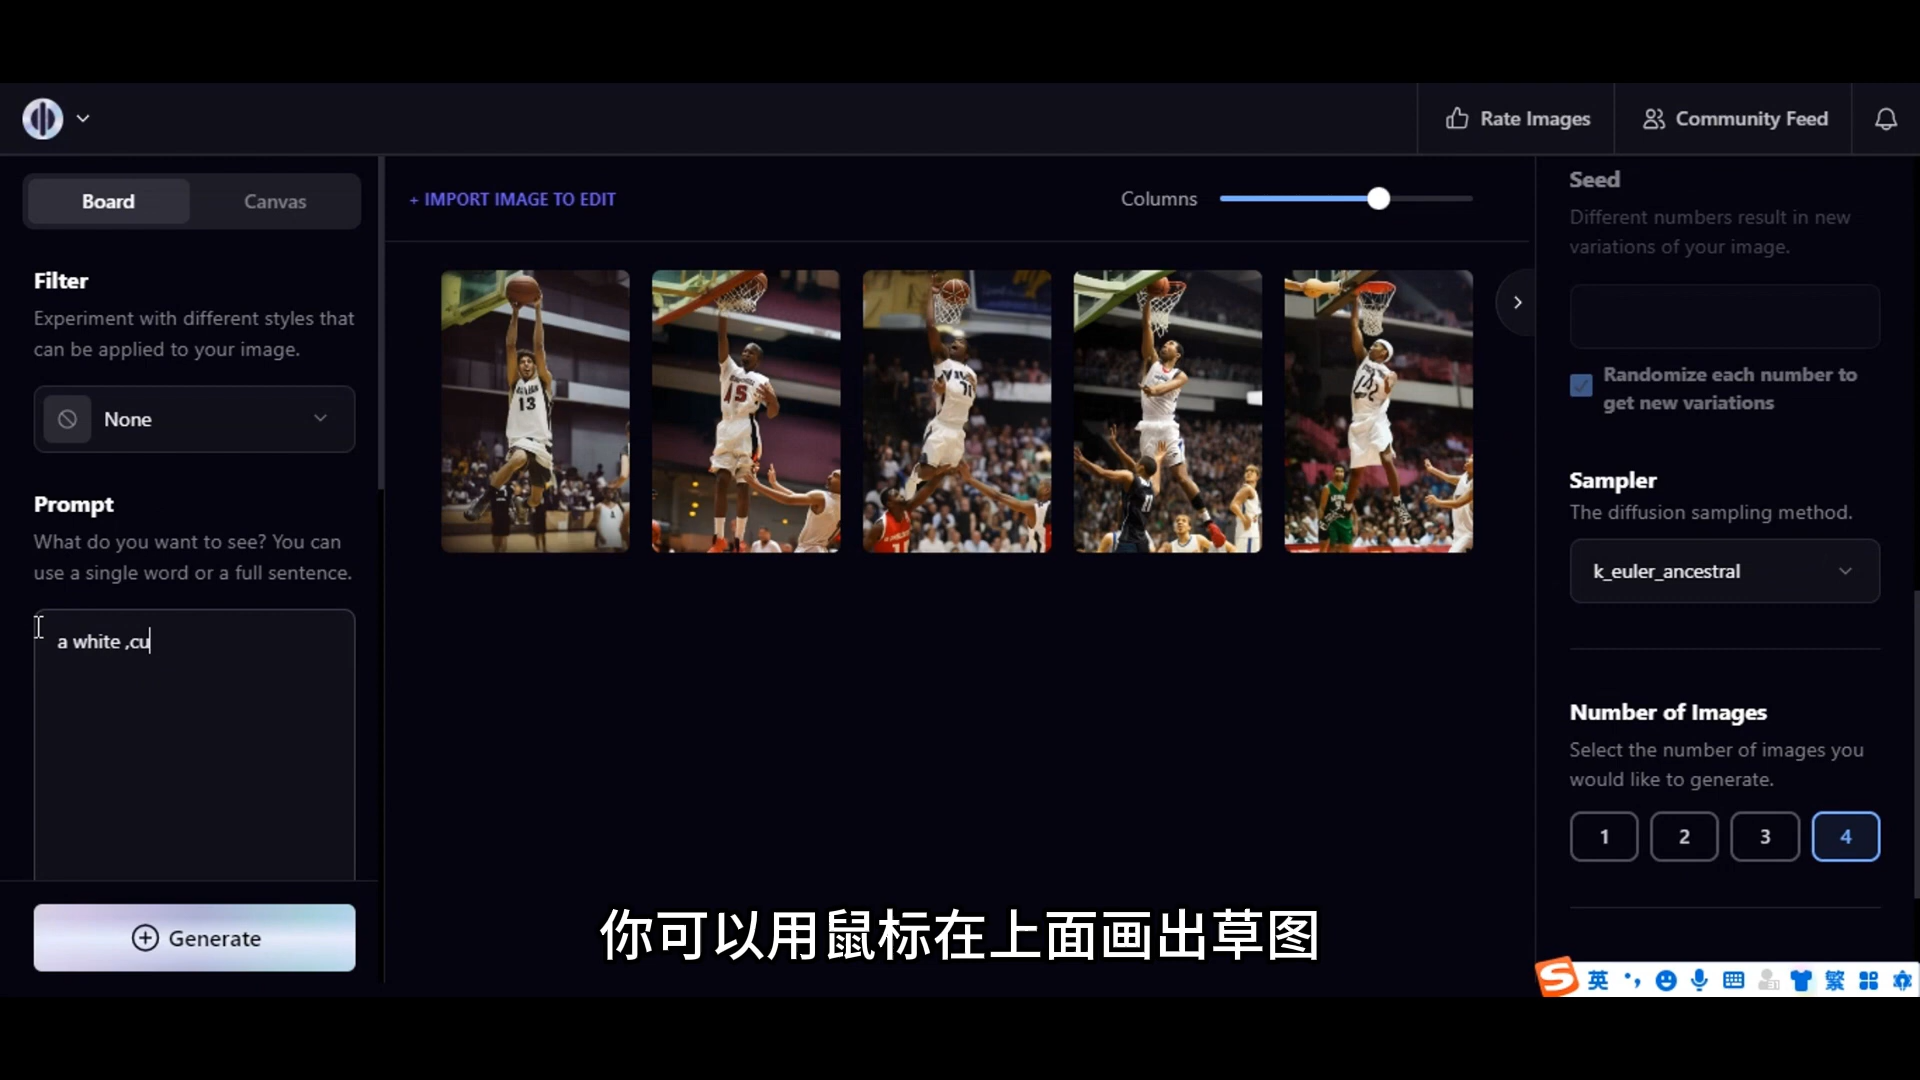 Rate Images
Community Feed
Board
Canvas
+ IMPORT IMAGE TO EDIT
Columns
Filter
Experiment with different styles that
can be applied to your image.
None
Prompt
What do you want to see? You can
use a single word or a full sentence.
a white ,cu
Generate
13
15
21
Seed
Different numbers result in new
variations of your image.
Randomize each number to
get new variations
Sampler
The diffusion sampling method.
k_euler_ancestral
Number of Images
Select the number of images you
would like to generate.
1
2
3
4
你可以用鼠标在上面画出草图
S
英
繁